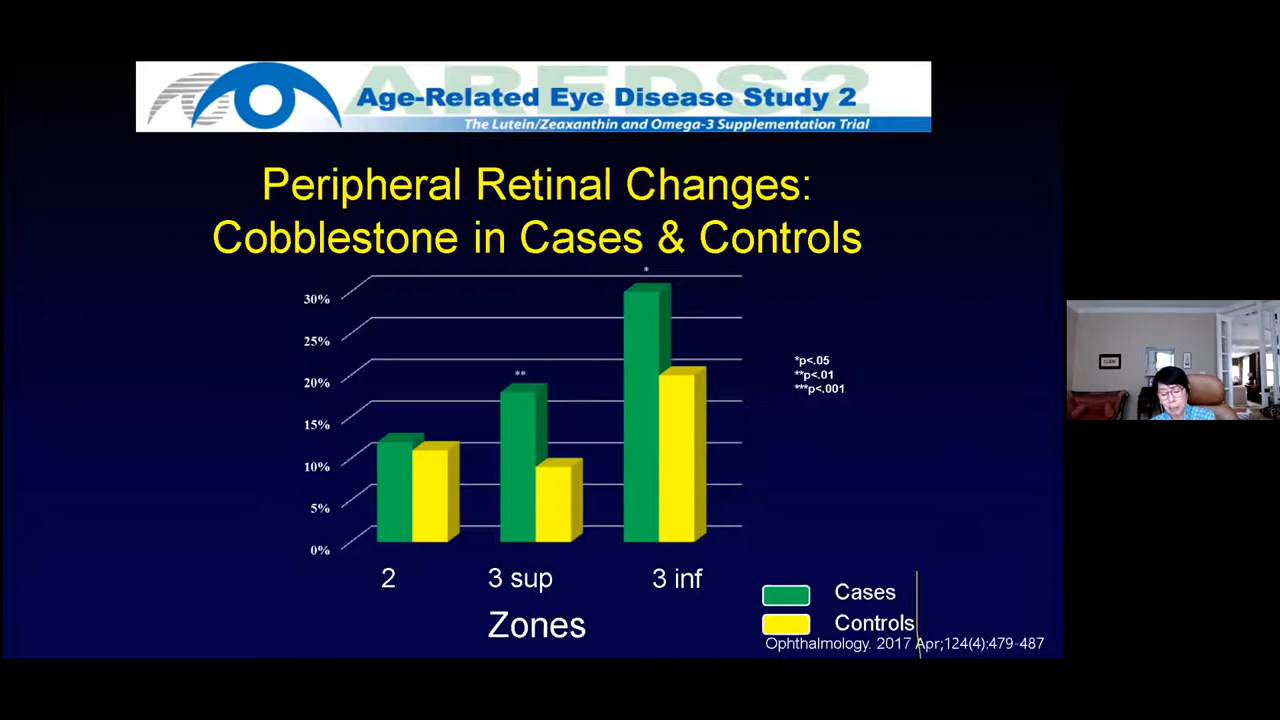 AREDS2
Age-Related Eye Disease Study 2
The Lutein/Zeaxanthin and Omega-3 Supplementation Trial
Peripheral Retinal Changes:
Cobblestone in Cases & Controls
*
30%
25%
*p<.05
20%
**
**p<.01
***p<.001
15%
10%
5%
0%
2
3 sup
3 inf
Zones
Cases
Controls
Ophthalmology. 2017 Apr;124(4):479-487